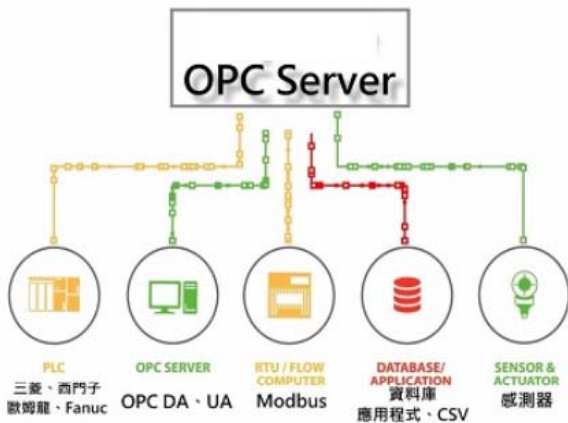 OPC Server
PLC
三菱、西門子
歐姆龍、Fanuc
OPC SERVER
OPC DA、UA
RTU / FLOW
COMPUTER
Modbus
DATABASE/
APPLICATION
資料庫
應用程式、CSV
SENSOR &
ACTUATOR
感測器